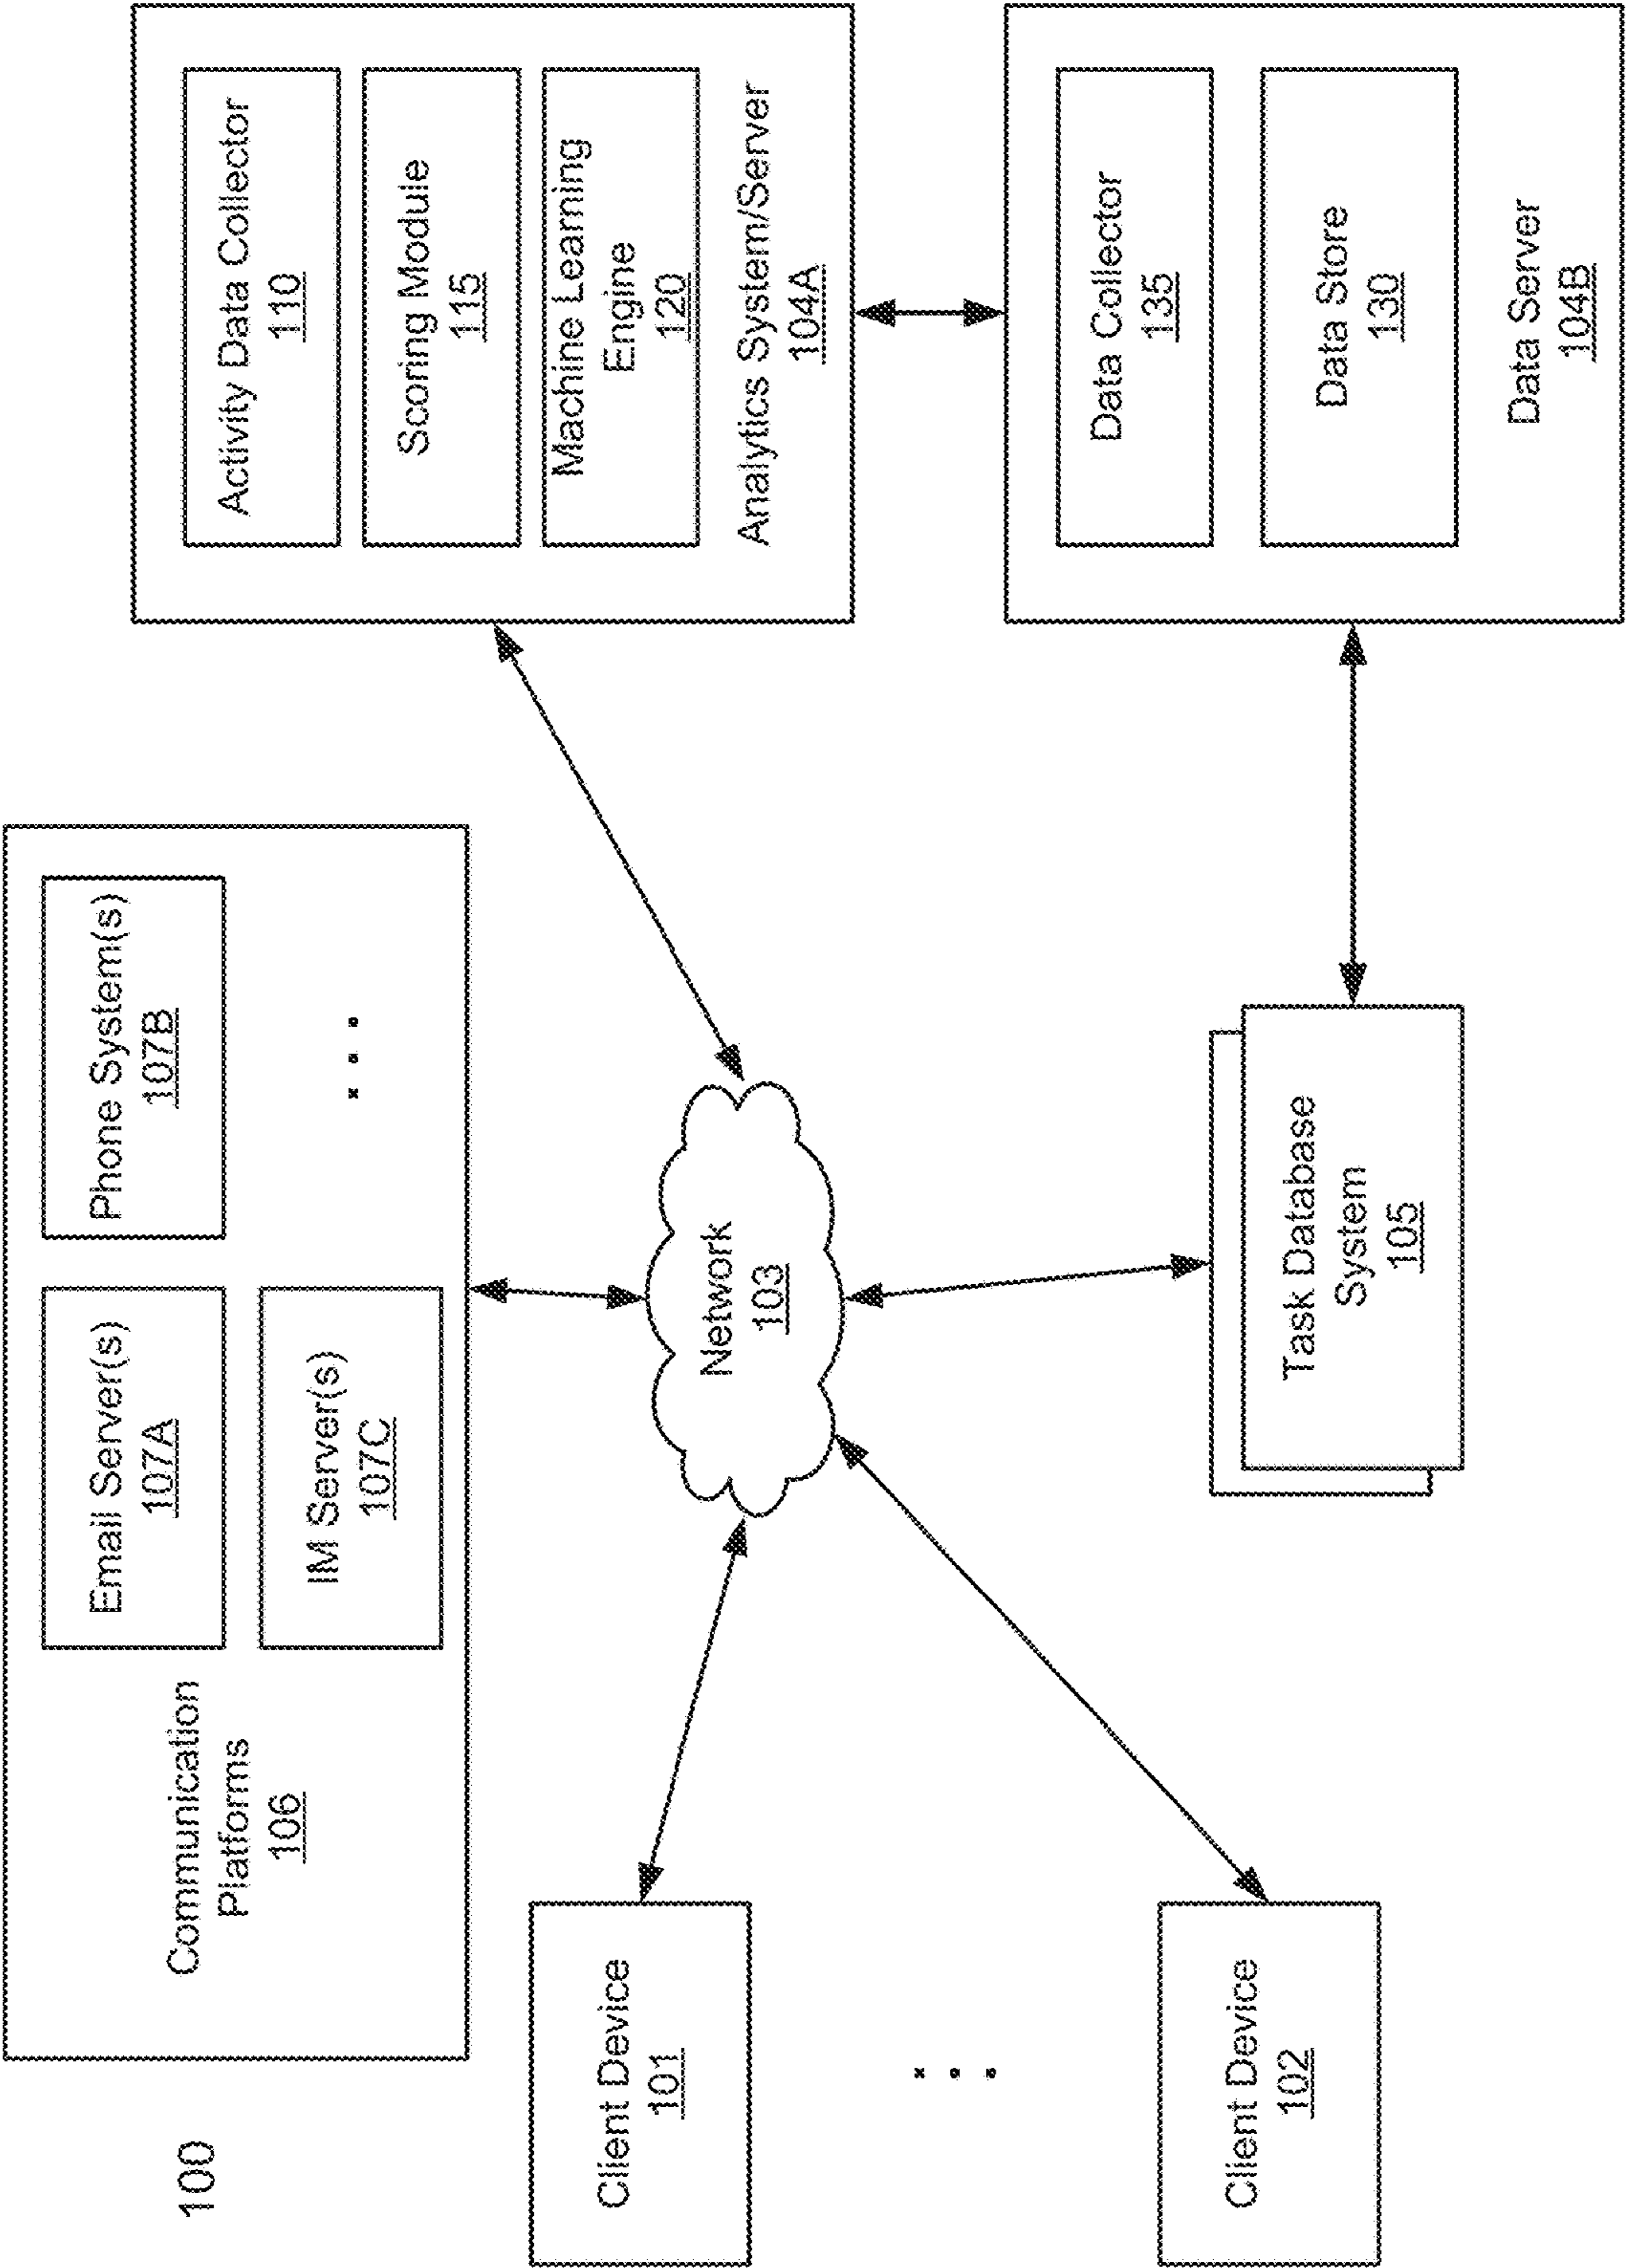 100
Communication
Platforms
106
Email Server(s)
107A
Phone System(s)
107B
IM Server(s)
107C
. . .
Client Device
101
. . .
Client Device
102
Network
103
Task Database
System
105
Activity Data Collector
110
Scoring Module
115
Machine Learning
Engine
120
Analytics System/Server
104A
Data Collector
135
Data Store
130
Data Server
104B